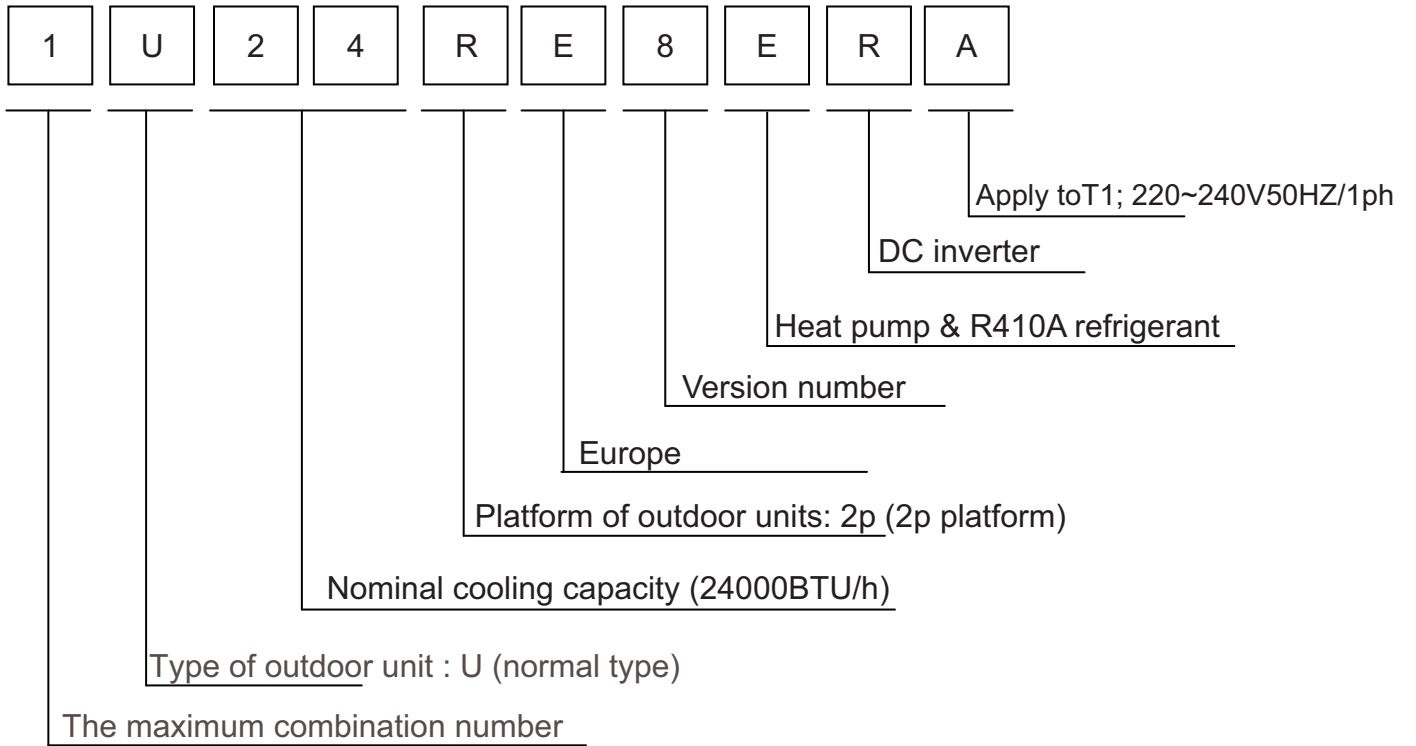 1 U 2 4 R E 8 E R A
Apply toT1; 220~240V50HZ/1ph
DC inverter
Heat pump & R410A refrigerant
Version number
Europe
Platform of outdoor units: 2p (2p platform)
Nominal cooling capacity (24000BTU/h)
Type of outdoor unit : U (normal type)
The maximum combination number